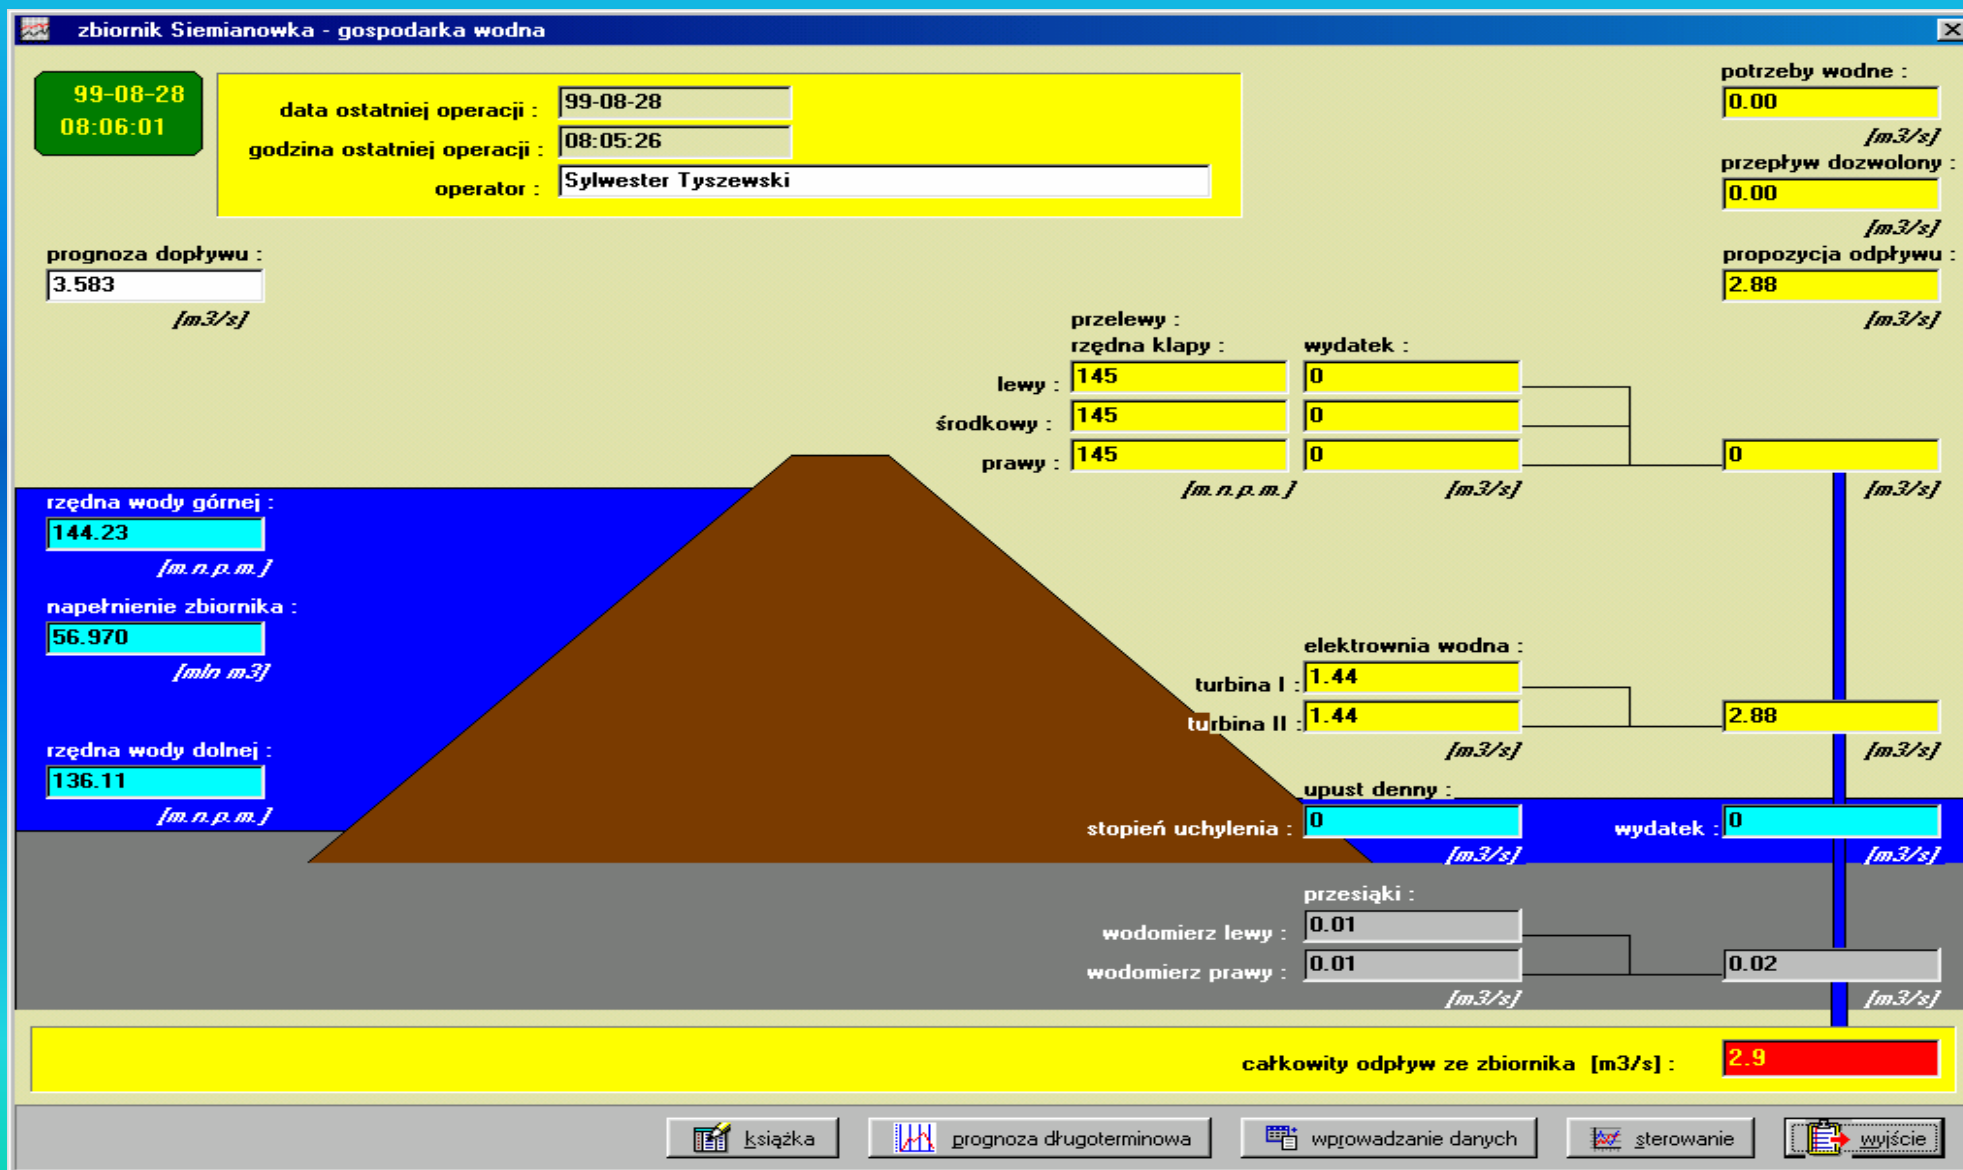 zbiornik Siemianowka - gospodarka wodna
99-08-28
08:06:01
data ostatniej operacji : 99-08-28
godzina ostatniej operacji : 08:05:26
operator : Sylwester Tyszewski
potrzeby wodne :
0.00
[m3/s]
przepływ dozwolony :
0.00
[m3/s]
propozycja odpływu :
2.88
[m3/s]
prognoza dopływu :
3.583
[m3/s]
przelewy :
rzędna klapy : wydatek :
lewy : 145 0
środkowy : 145 0
prawy : 145 0 0
[m.n.p.m.] [m3/s] [m3/s]
rzędna wody górnej :
144.23
[m.n.p.m.]
napełnienie zbiornika :
56.970
[mln m3]
rzędna wody dolnej :
136.11
[m.n.p.m.]
elektrownia wodna :
turbina I : 1.44
turbina II : 1.44 2.88
[m3/s] [m3/s]
upust denny :
stopień uchylenia : 0 wydatek : 0
[m3/s] [m3/s]
przesiąki :
wodomierz lewy : 0.01
wodomierz prawy : 0.01 0.02
[m3/s] [m3/s]
całkowity odpływ ze zbiornika [m3/s] : 2.9
książka prognoza długoterminowa wprowadzanie danych sterowanie wyjście